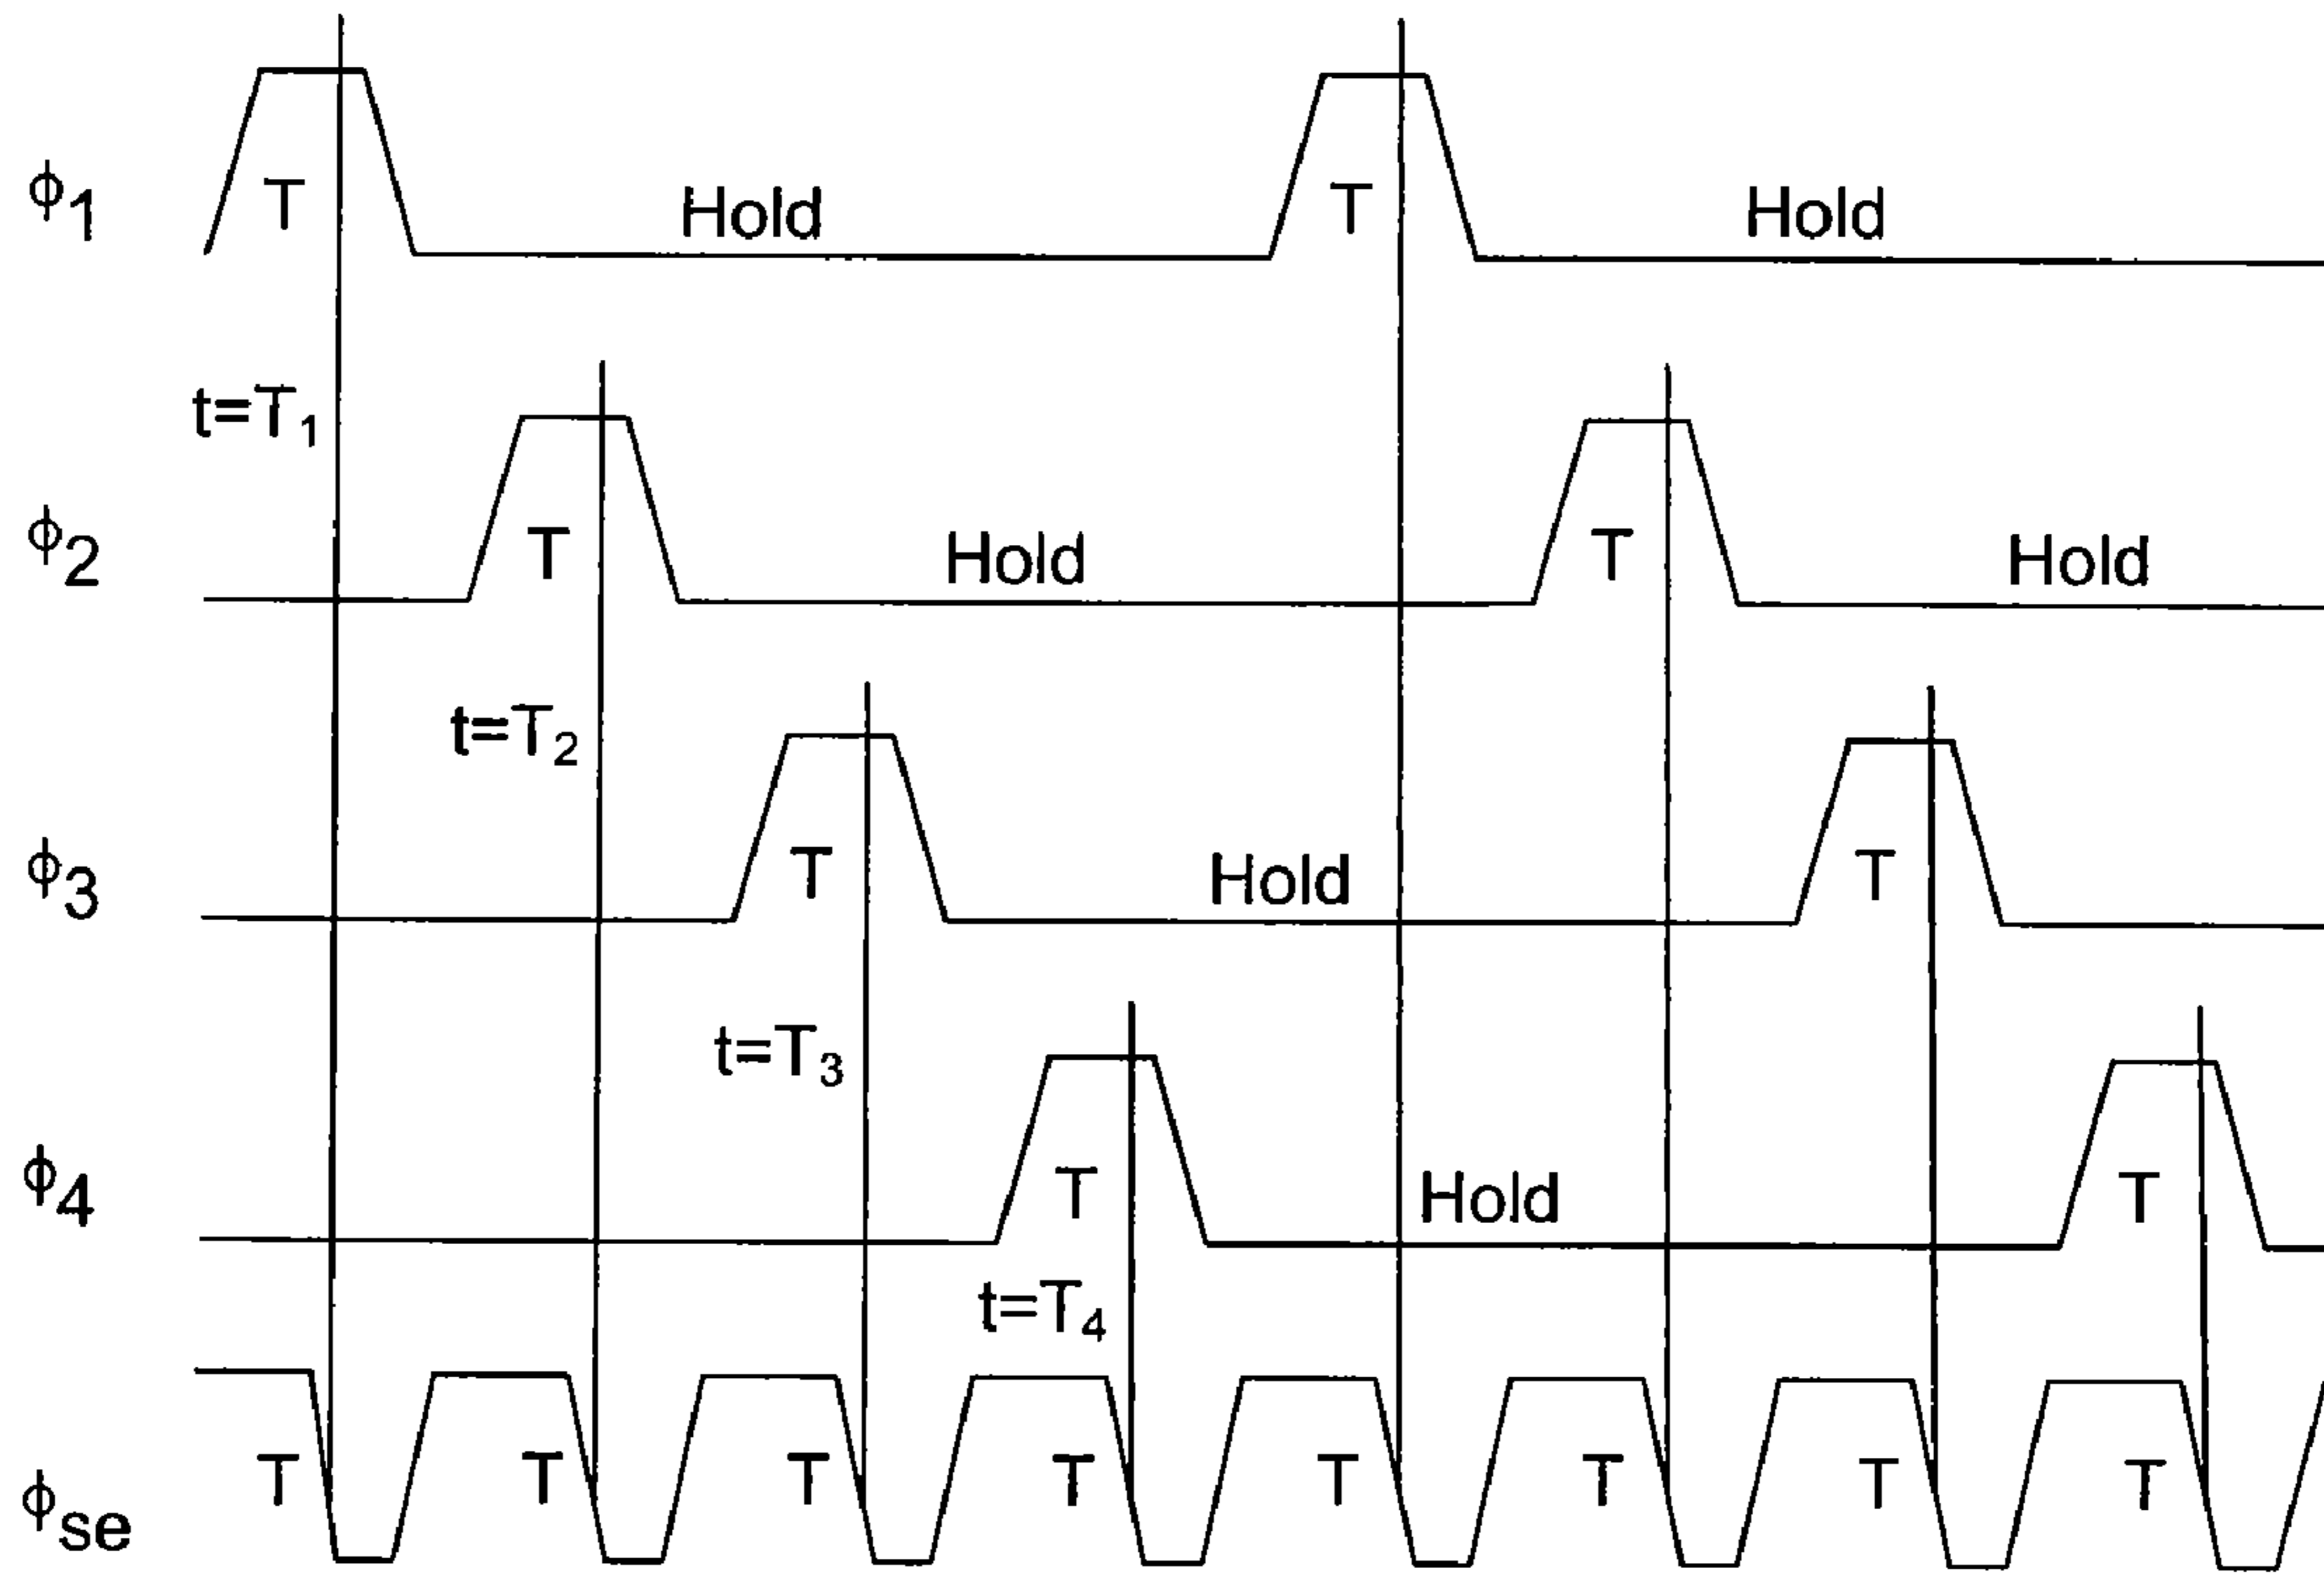 ϕ1 T Hold T Hold
t=T1
ϕ2 T Hold T Hold
t=T2
ϕ3 T Hold T
t=T3
ϕ4 T Hold T
t=T4
ϕse T T T T T T T T